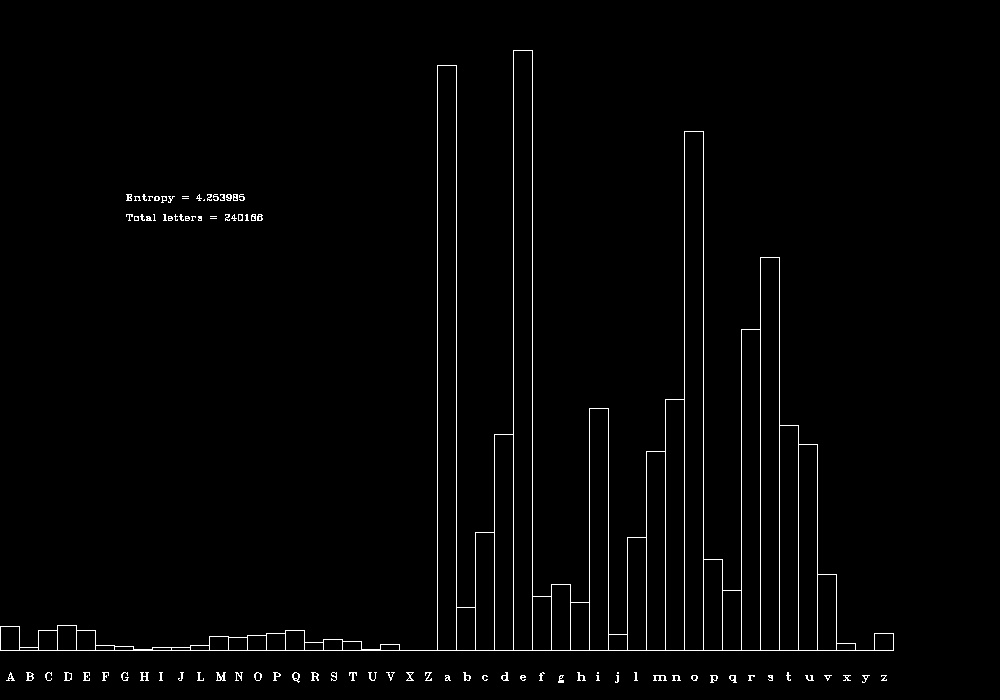 Entropy = 4.253985
Total letters = 240166
A B C D E F G H I J L M N O P Q R S T U V X Z a b c d e f g h i j l m n o p q r s t u v x y z